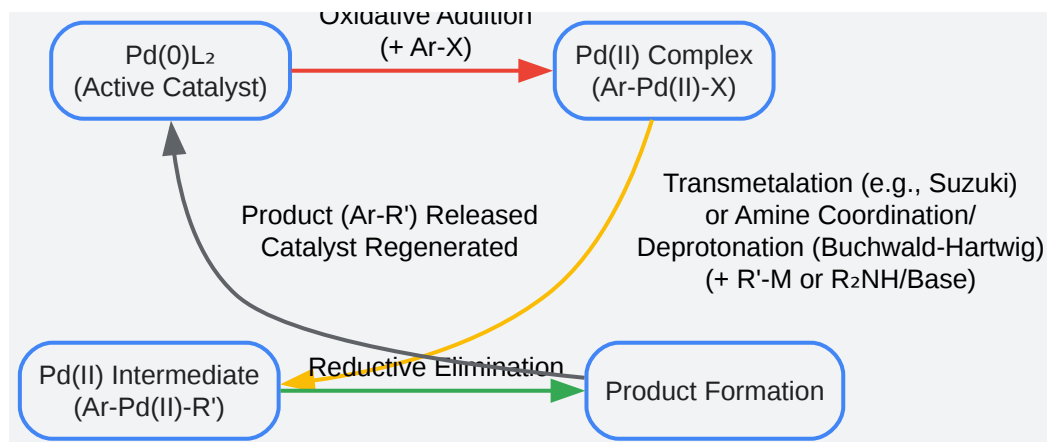 Oxidative Addition
(+ Ar-X)
Pd(0)L₂
(Active Catalyst)
Pd(II) Complex
(Ar-Pd(II)-X)
Transmetalation (e.g., Suzuki)
or Amine Coordination/
Deprotonation (Buchwald-Hartwig)
(+ R'-M or R₂NH/Base)
Product (Ar-R') Released
Catalyst Regenerated
Pd(II) Intermediate
(Ar-Pd(II)-R')
Reductive Elimination
Product Formation